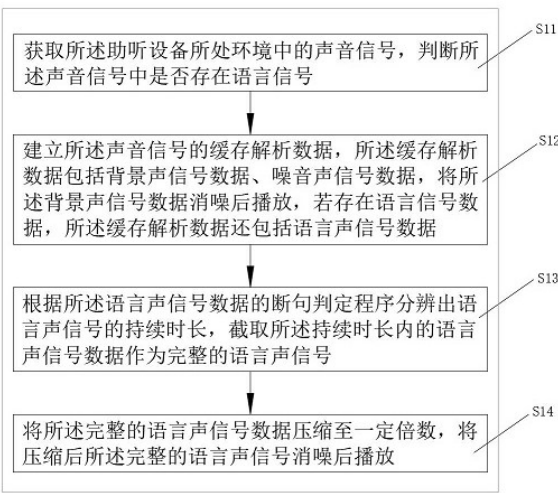 S11
获取所述助听设备所处环境中的声音信号，判断所
述声音信号中是否存在语言信号
S12
建立所述声音信号的缓存解析数据，所述缓存解析
数据包括背景声信号数据、噪音声信号数据，将所
述背景声信号数据消噪后播放，若存在语言信号数
据，所述缓存解析数据还包括语言声信号数据
S13
根据所述语言声信号数据的断句判定程序分辨出语
言声信号的持续时长，截取所述持续时长内的语言
声信号数据作为完整的语言声信号
S14
将所述完整的语言声信号数据压缩至一定倍数，将
压缩后所述完整的语言声信号消噪后播放